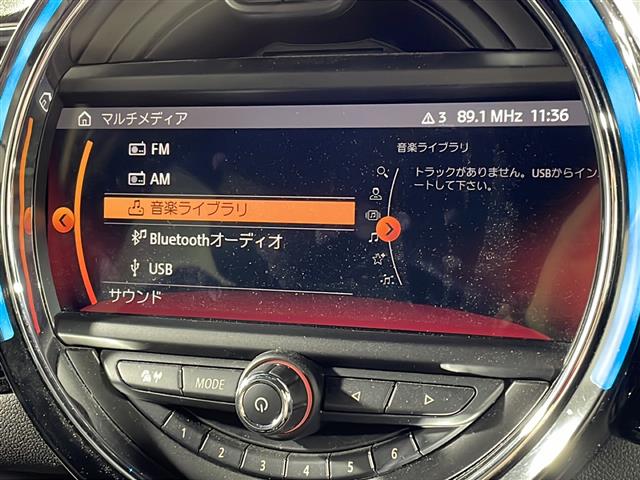 マルチメディア
3 89.1 MHz 11:36
FM
AM
音楽ライブラリ
Bluetoothオーディオ
USB
サウンド
音楽ライブラリ
トラックがありません。USBからイン
ートして下さい。
MODE
1 2 3 4 5 6